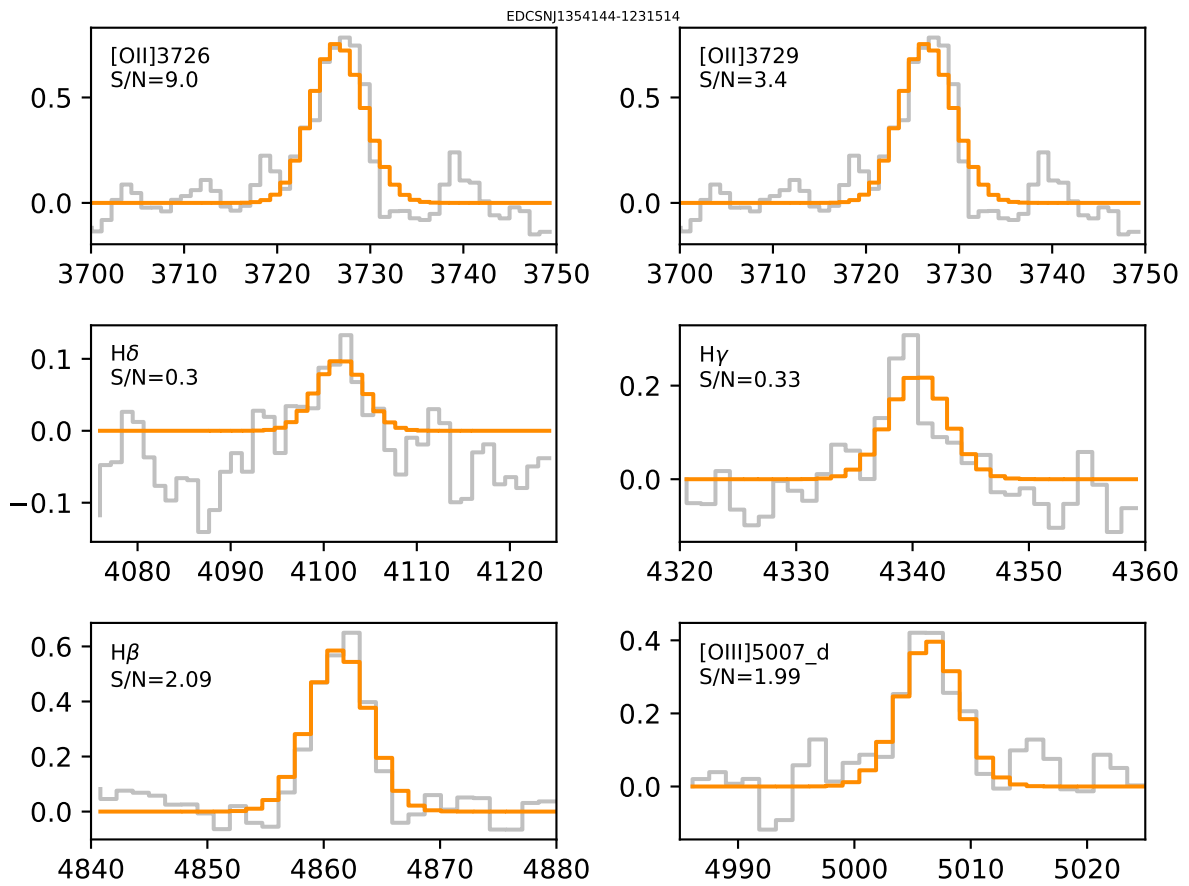 EDCSNJ1354144-1231514
[OII]3726
S/N=9.0
0.5
0.0
3700 3710 3720 3730 3740 3750
[OII]3729
S/N=3.4
0.5
0.0
3700 3710 3720 3730 3740 3750
Hδ
S/N=0.3
0.1
0.0
−0.1
4080 4090 4100 4110 4120
Hγ
S/N=0.33
0.2
0.0
4320 4330 4340 4350 4360
Hβ
S/N=2.09
0.6
0.4
0.2
0.0
4840 4850 4860 4870 4880
[OIII]5007_d
S/N=1.99
0.4
0.2
0.0
4990 5000 5010 5020